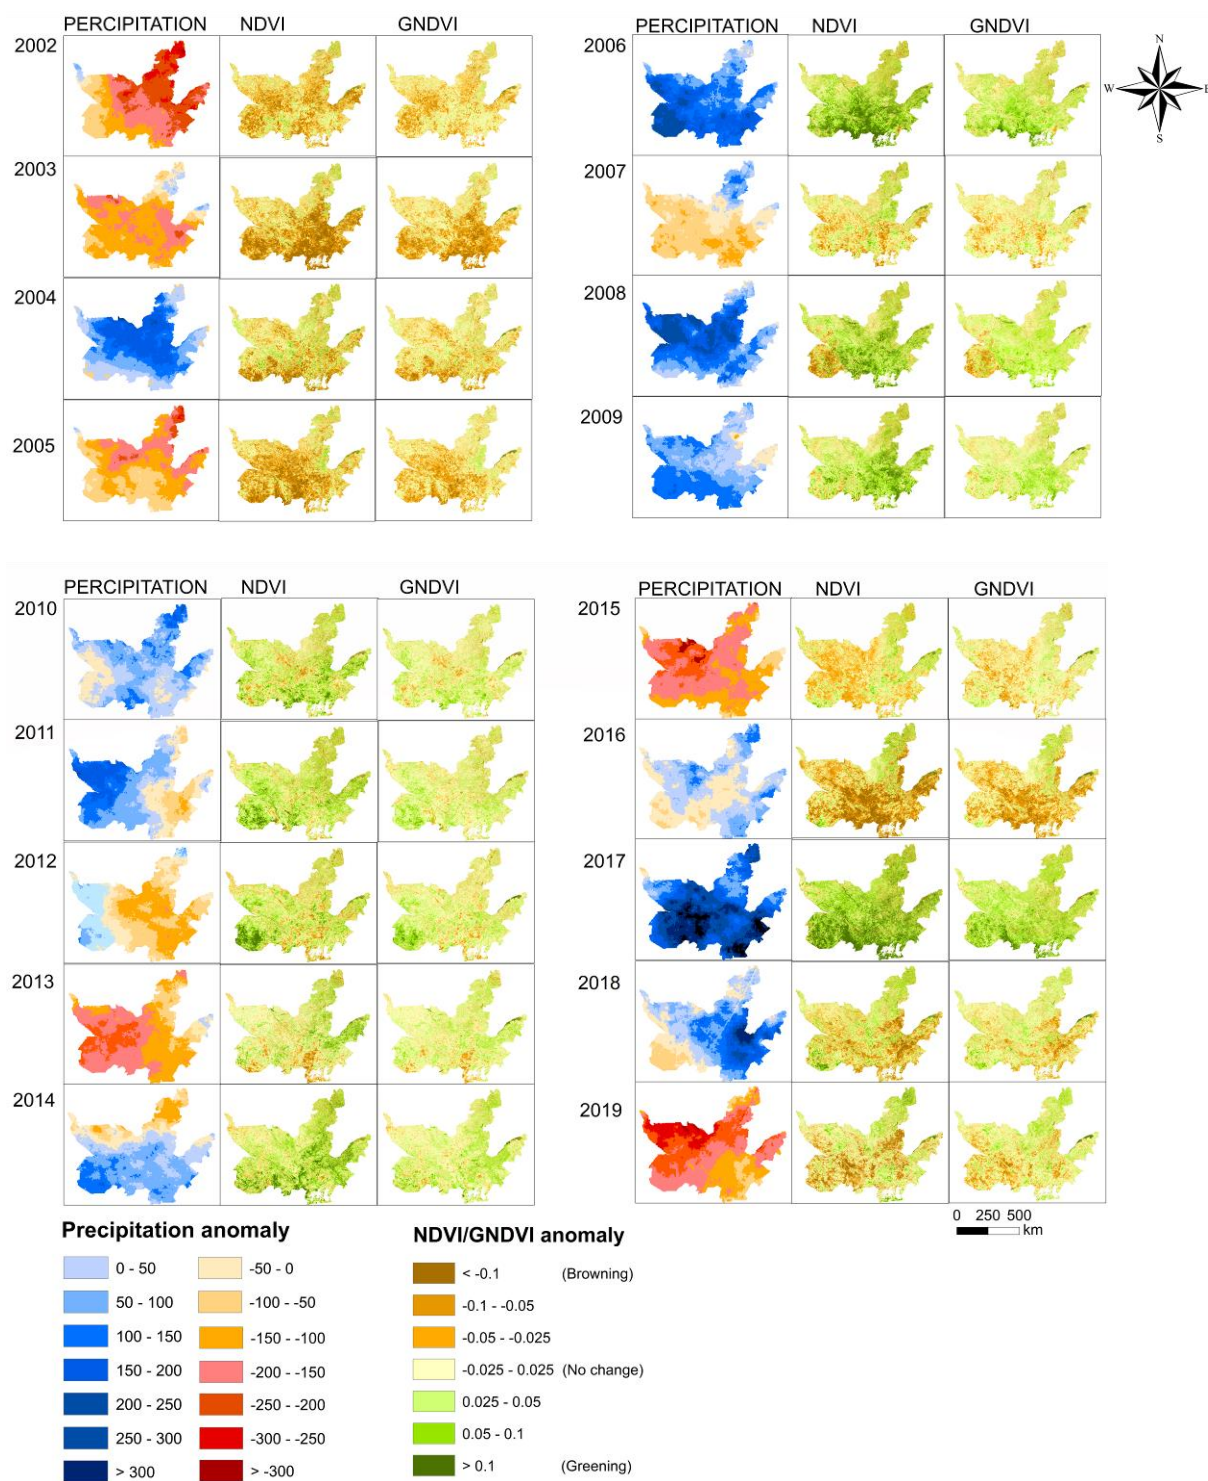 PERCIPITATION NDVI GNDVI
2002
2003
2004
2005
PERCIPITATION NDVI GNDVI
2006
2007
2008
2009
N
W E
S
PERCIPITATION NDVI GNDVI
2010
2011
2012
2013
2014
PERCIPITATION NDVI GNDVI
2015
2016
2017
2018
2019
0 250 500
km
Precipitation anomaly
0 - 50 -50 - 0
50 - 100 -100 - -50
100 - 150 -150 - -100
150 - 200 -200 - -150
200 - 250 -250 - -200
250 - 300 -300 - -250
> 300 > -300
NDVI/GNDVI anomaly
< -0.1 (Browning)
-0.1 - -0.05
-0.05 - -0.025
-0.025 - 0.025 (No change)
0.025 - 0.05
0.05 - 0.1
> 0.1 (Greening)